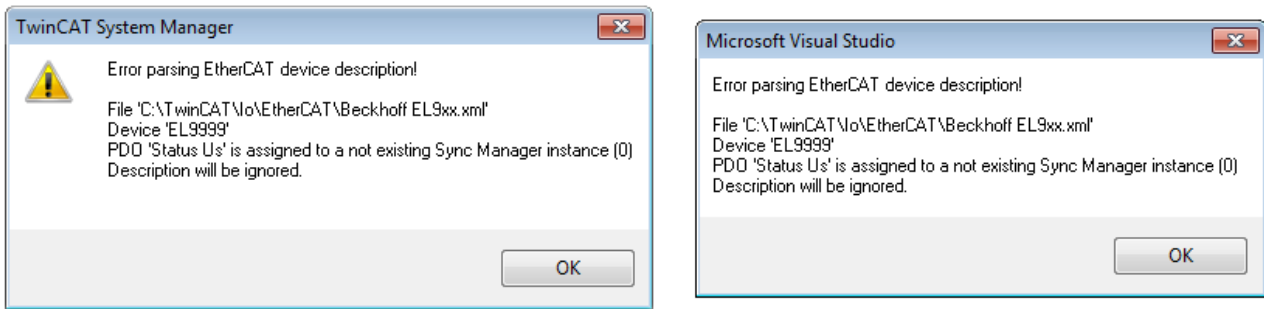 TwinCAT System Manager
Error parsing EtherCAT device description!
File 'C:\TwinCAT\Io\EtherCAT\Beckhoff EL9xx.xml'
Device 'EL9999'
PDO 'Status Us' is assigned to a not existing Sync Manager instance (0)
Description will be ignored.
OK
Microsoft Visual Studio
Error parsing EtherCAT device description!
File 'C:\TwinCAT\Io\EtherCAT\Beckhoff EL9xx.xml'
Device 'EL9999'
PDO 'Status Us' is assigned to a not existing Sync Manager instance (0)
Description will be ignored.
OK